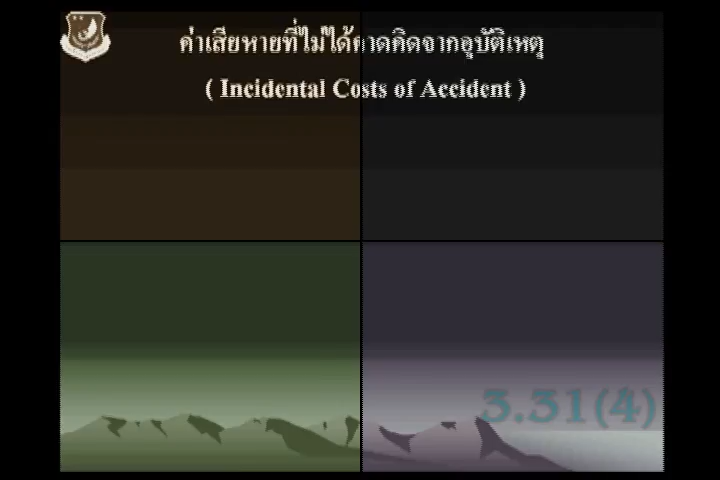 ค่าเสียหายที่ไม่ได้คาดคิดจากอุบัติเหตุ
( Incidental Costs of Accident )
3.31(4)